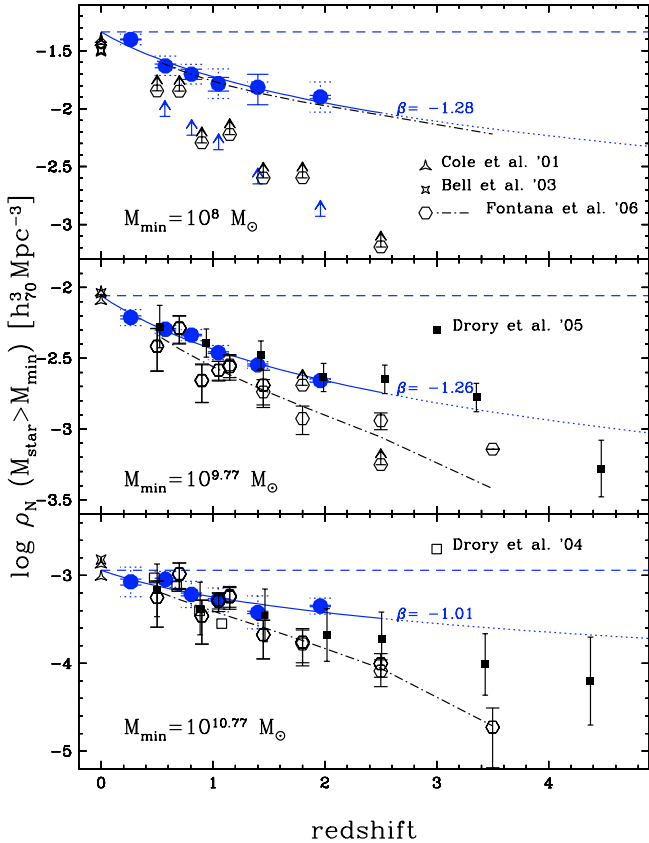 log ρ_N (M_star>M_min) [h^3_70 Mpc^−3]
−1.5
−2
−2.5
−3
β= −1.28
Cole et al. '01
Bell et al. '03
Fontana et al. '06
M_min=10^8 M_⊙
−2
−2.5
−3
−3.5
Drory et al. '05
β= −1.26
M_min=10^9.77 M_⊙
−3
−4
−5
Drory et al. '04
β= −1.01
M_min=10^10.77 M_⊙
0 1 2 3 4
redshift